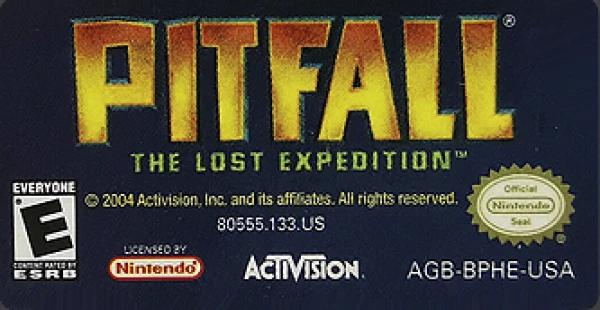 PITFALL®
THE LOST EXPEDITION™
EVERYONE
E
CONTENT RATED BY
ESRB
© 2004 Activision, Inc. and its affiliates. All rights reserved.
80555.133.US
Official
Nintendo
Seal
®
LICENSED BY
Nintendo
ACTIVISION.
AGB-BPHE-USA